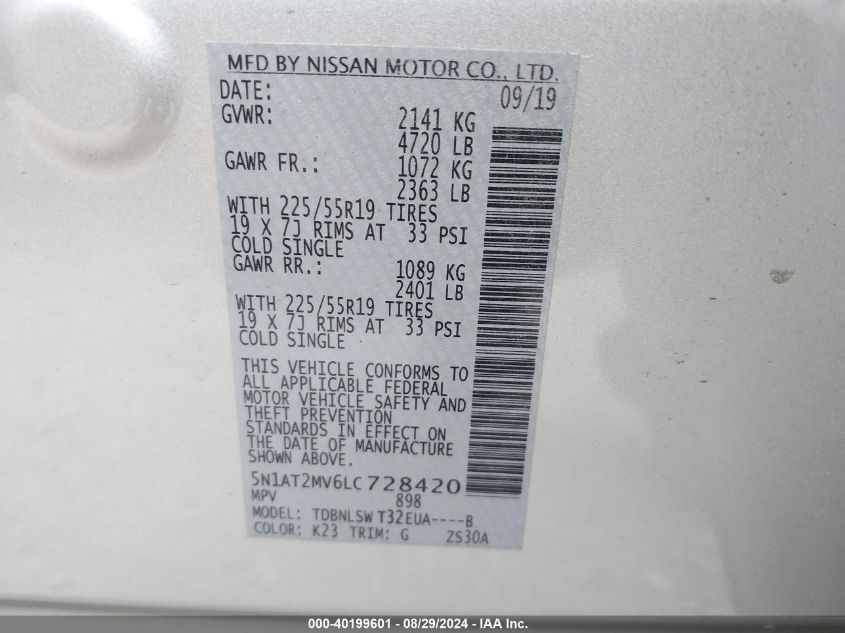 MFD BY NISSAN MOTOR CO., LTD.
DATE: 09/19
GVWR: 2141 KG
4720 LB
GAWR FR.: 1072 KG
2363 LB
WITH 225/55R19 TIRES
19 X 7J RIMS AT 33 PSI
COLD SINGLE
GAWR RR.: 1089 KG
2401 LB
WITH 225/55R19 TIRES
19 X 7J RIMS AT 33 PSI
COLD SINGLE
THIS VEHICLE CONFORMS TO
ALL APPLICABLE FEDERAL
MOTOR VEHICLE SAFETY AND
THEFT PREVENTION
STANDARDS IN EFFECT ON
THE DATE OF MANUFACTURE
SHOWN ABOVE.
5N1AT2MV6LC728420
MPV 898
MODEL: TDBNLSW T32EUA----B
COLOR: K23 TRIM: G ZS30A
000-40199601 - 08/29/2024 - IAA Inc.